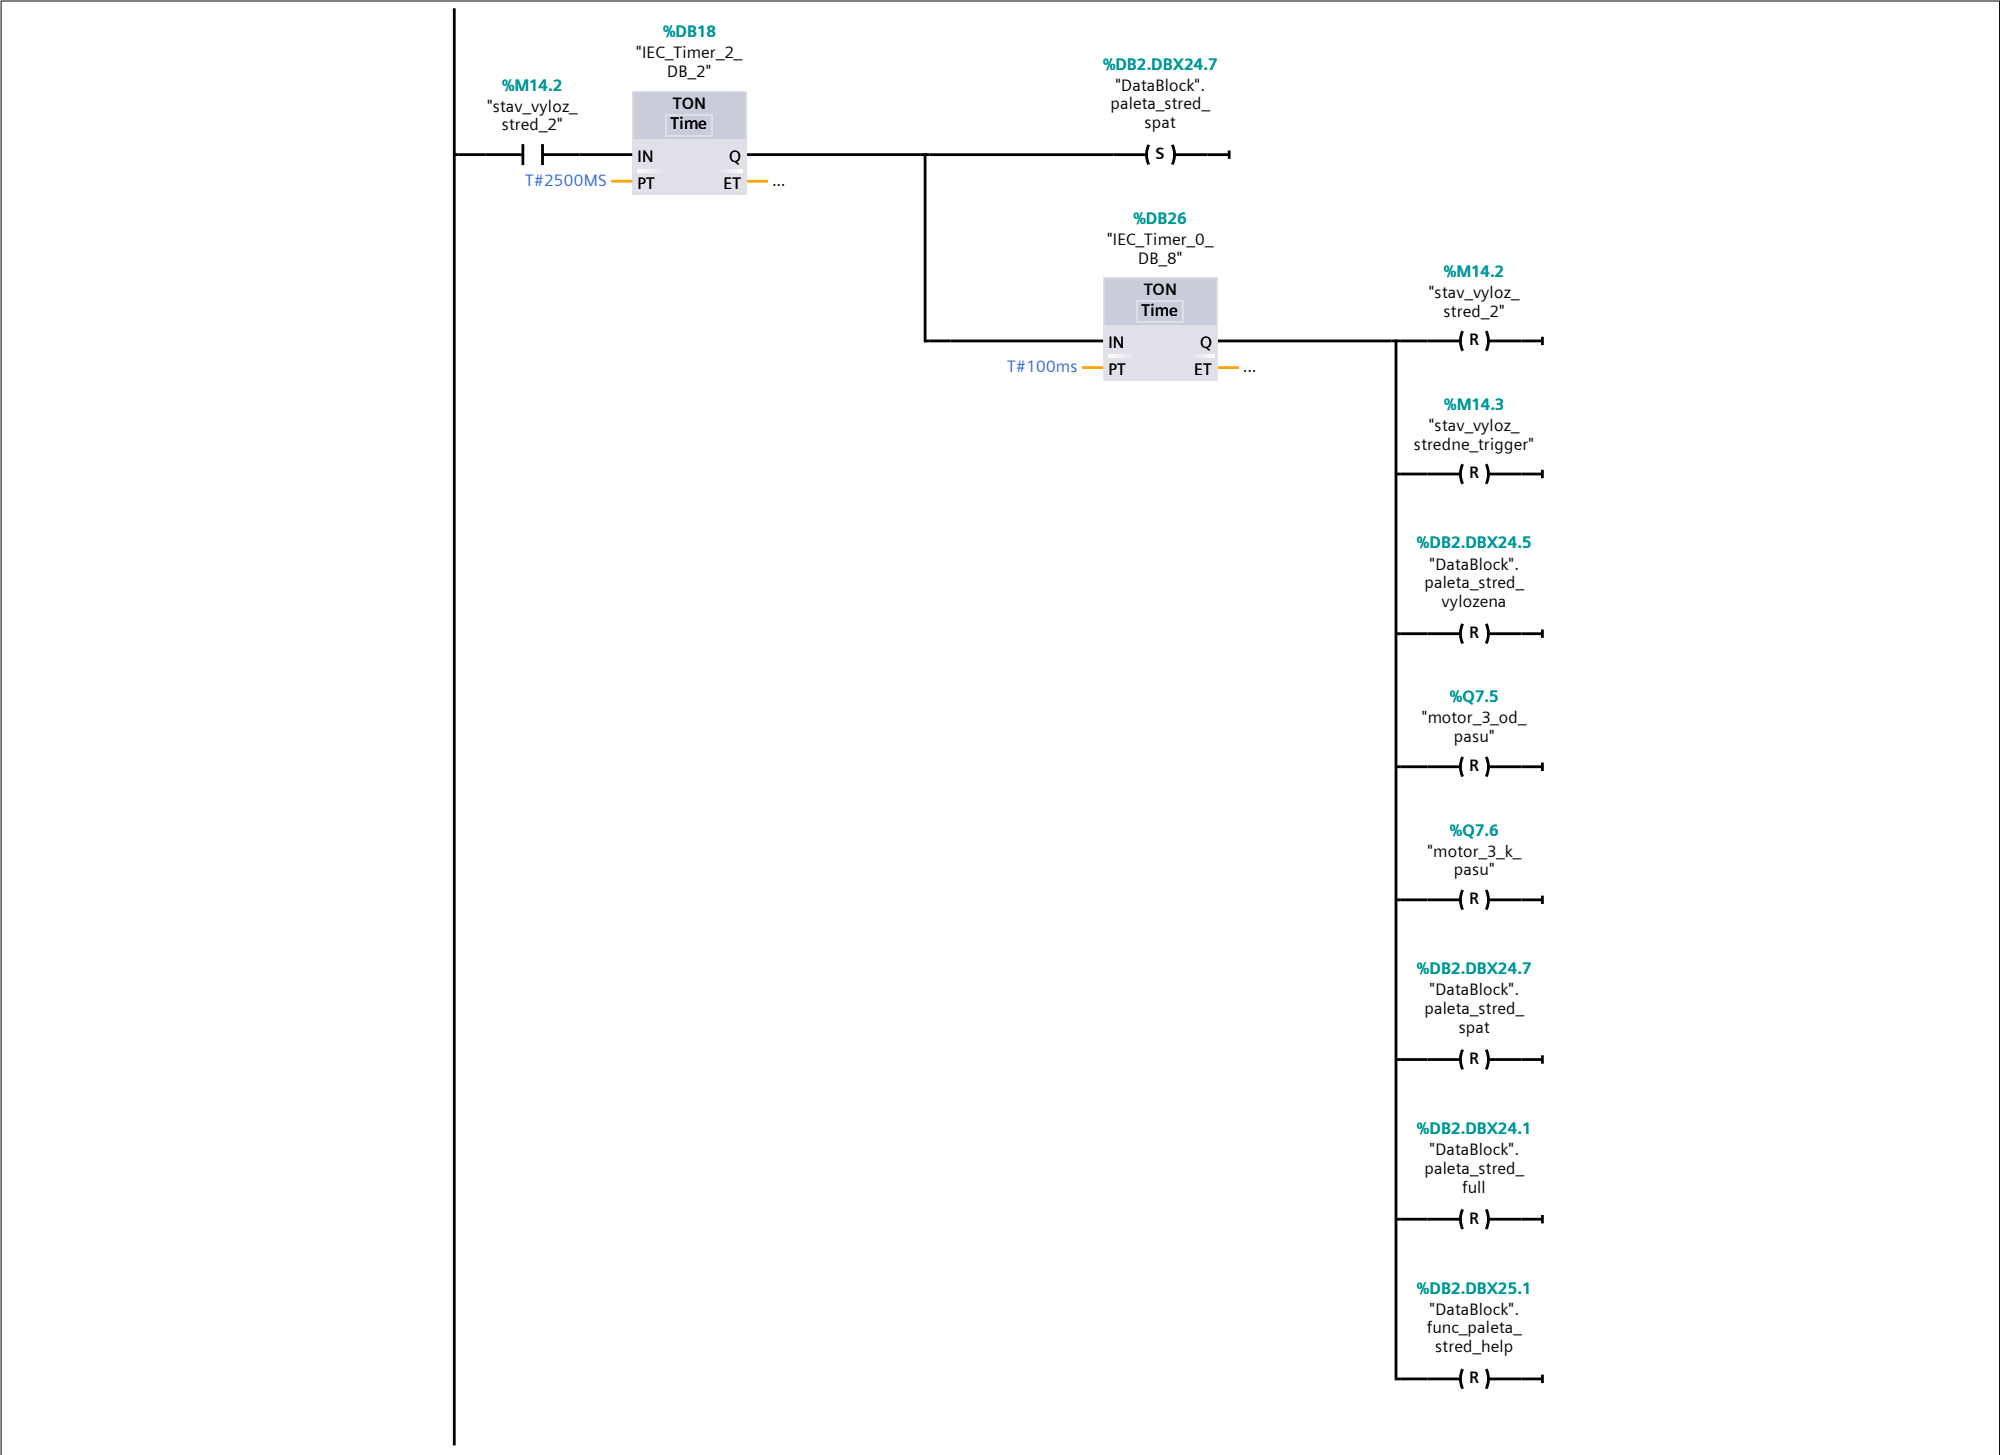 %DB18
"IEC_Timer_2_
DB_2"
%M14.2
"stav_vyloz_
stred_2"
TON
Time
IN
Q
T#2500MS
PT
ET
...
%DB2.DBX24.7
"DataBlock".
paleta_stred_
spat
( S )
%DB26
"IEC_Timer_0_
DB_8"
TON
Time
IN
Q
T#100ms
PT
ET
...
%M14.2
"stav_vyloz_
stred_2"
( R )
%M14.3
"stav_vyloz_
stredne_trigger"
( R )
%DB2.DBX24.5
"DataBlock".
paleta_stred_
vylozena
( R )
%Q7.5
"motor_3_od_
pasu"
( R )
%Q7.6
"motor_3_k_
pasu"
( R )
%DB2.DBX24.7
"DataBlock".
paleta_stred_
spat
( R )
%DB2.DBX24.1
"DataBlock".
paleta_stred_
full
( R )
%DB2.DBX25.1
"DataBlock".
func_paleta_
stred_help
( R )